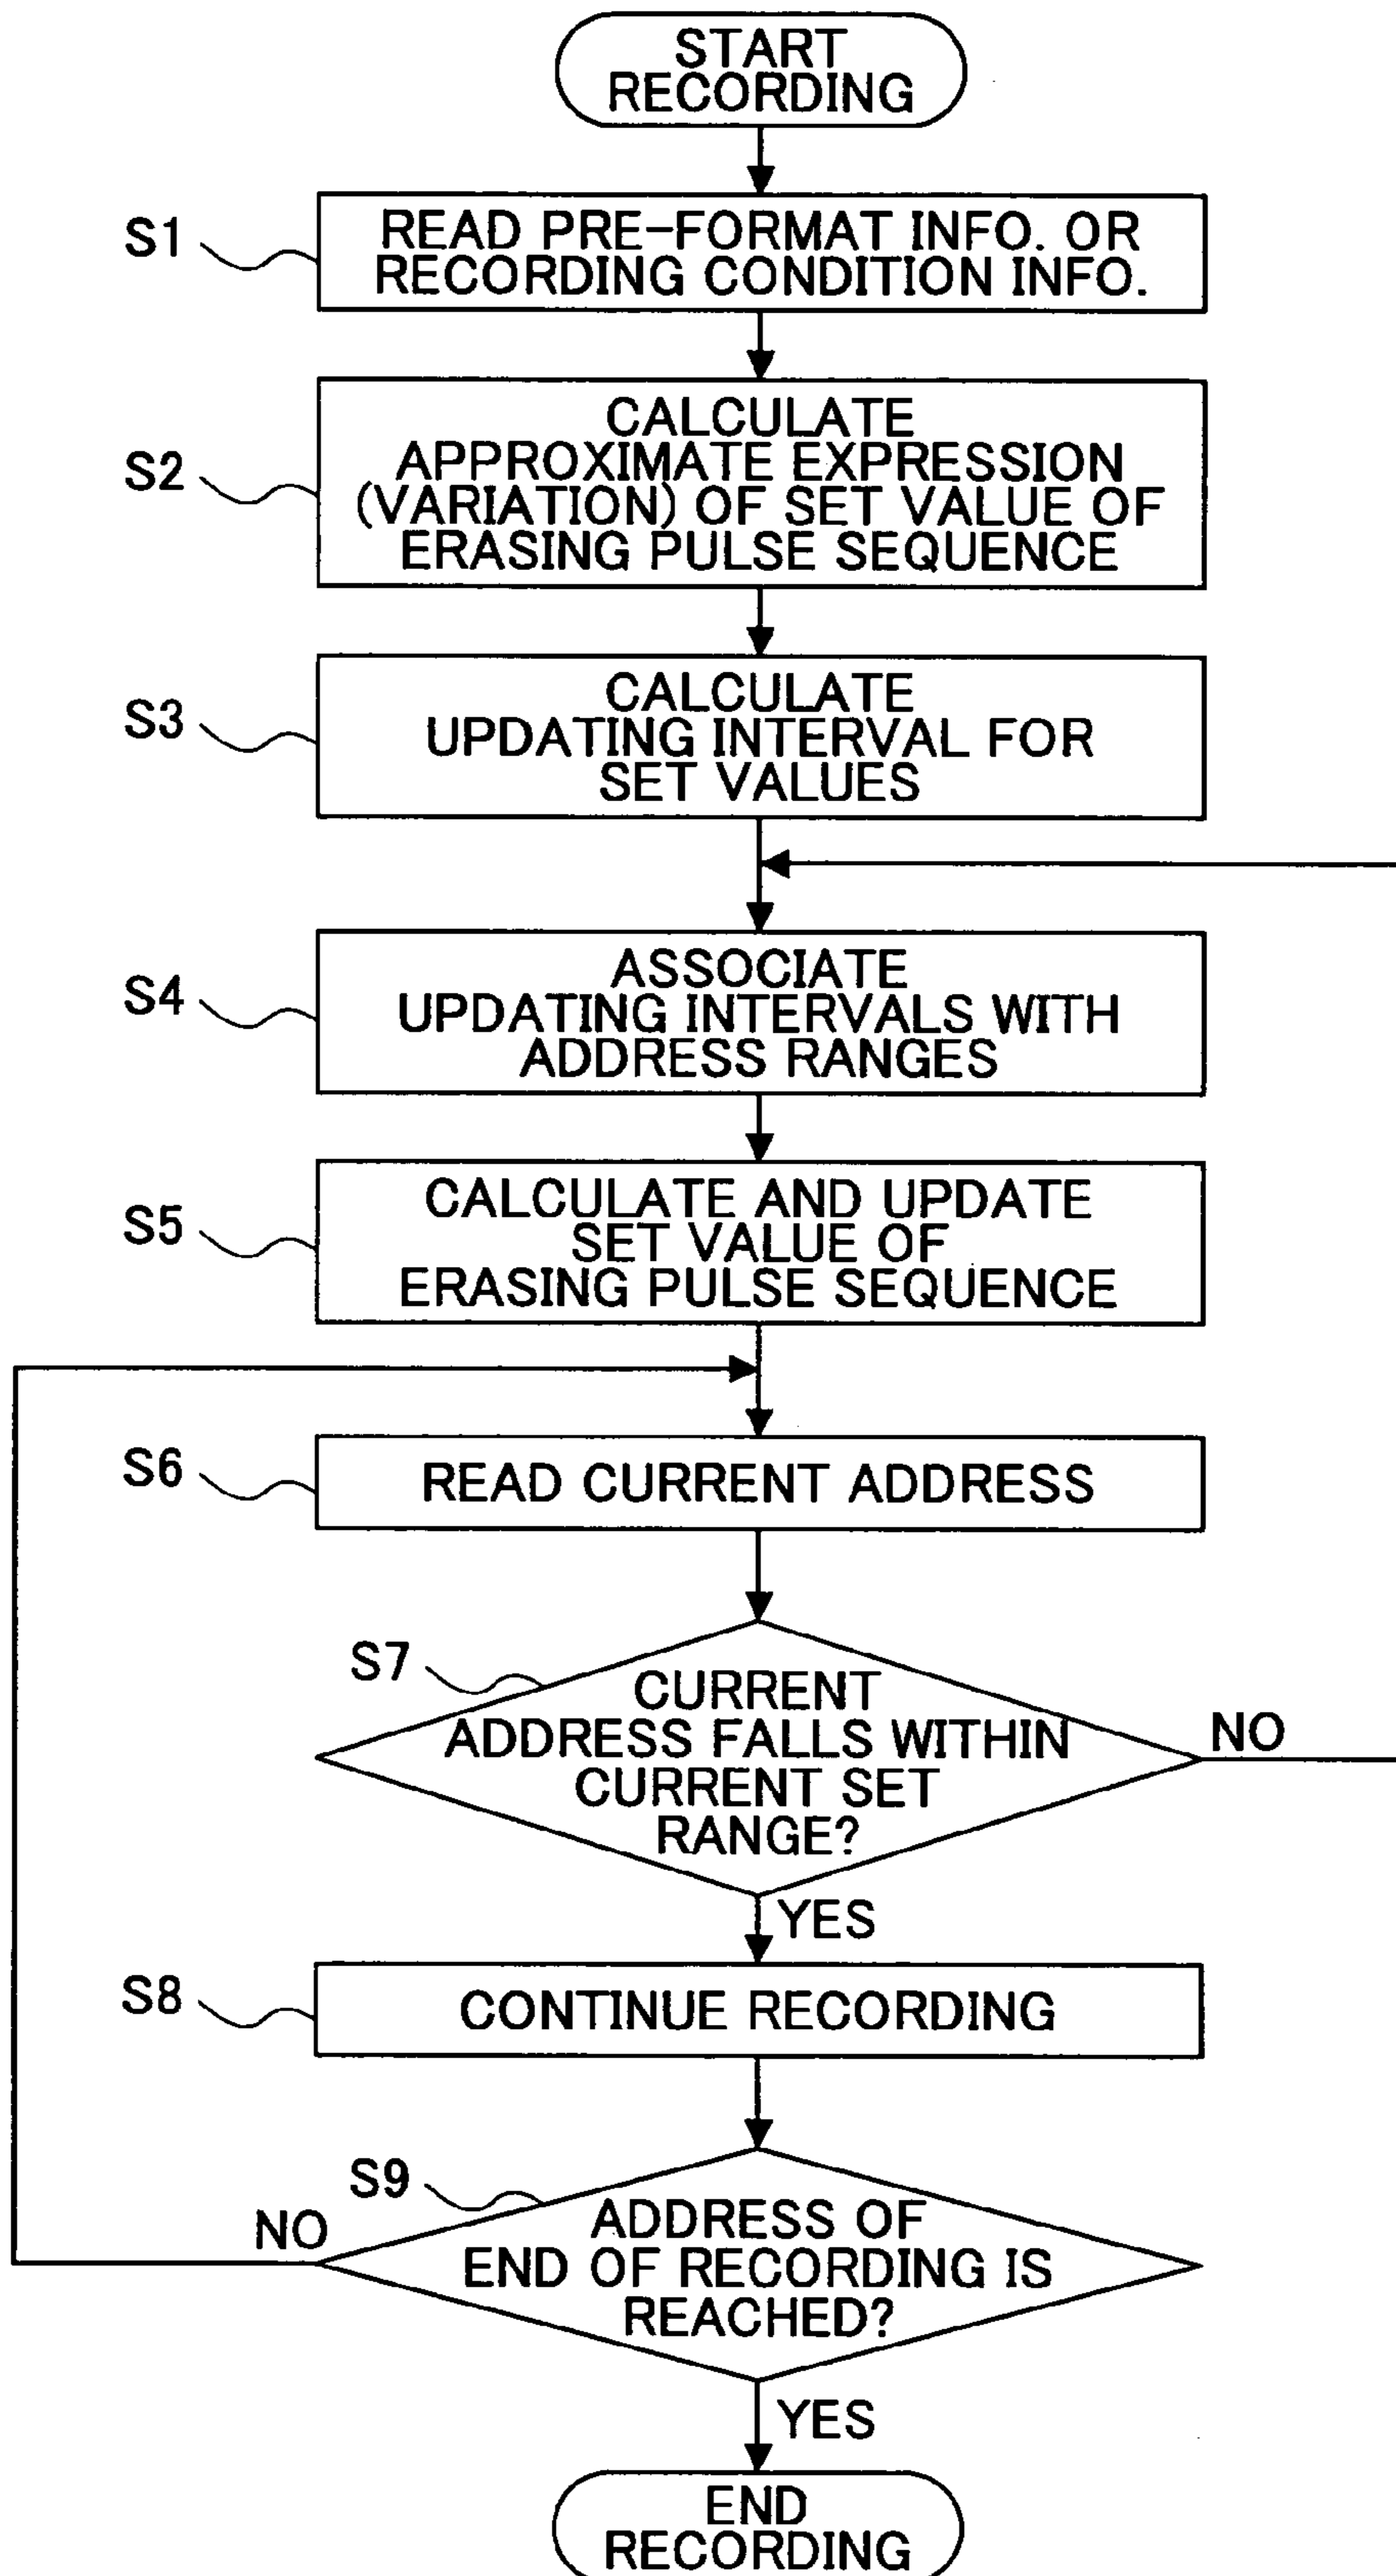 START
RECORDING
S1
READ PRE-FORMAT INFO. OR
RECORDING CONDITION INFO.
S2
CALCULATE
APPROXIMATE EXPRESSION
(VARIATION) OF SET VALUE OF
ERASING PULSE SEQUENCE
S3
CALCULATE
UPDATING INTERVAL FOR
SET VALUES
S4
ASSOCIATE
UPDATING INTERVALS WITH
ADDRESS RANGES
S5
CALCULATE AND UPDATE
SET VALUE OF
ERASING PULSE SEQUENCE
S6
READ CURRENT ADDRESS
S7
CURRENT
ADDRESS FALLS WITHIN
CURRENT SET
RANGE?
NO
YES
S8
CONTINUE RECORDING
S9
NO
ADDRESS OF
END OF RECORDING IS
REACHED?
YES
END
RECORDING